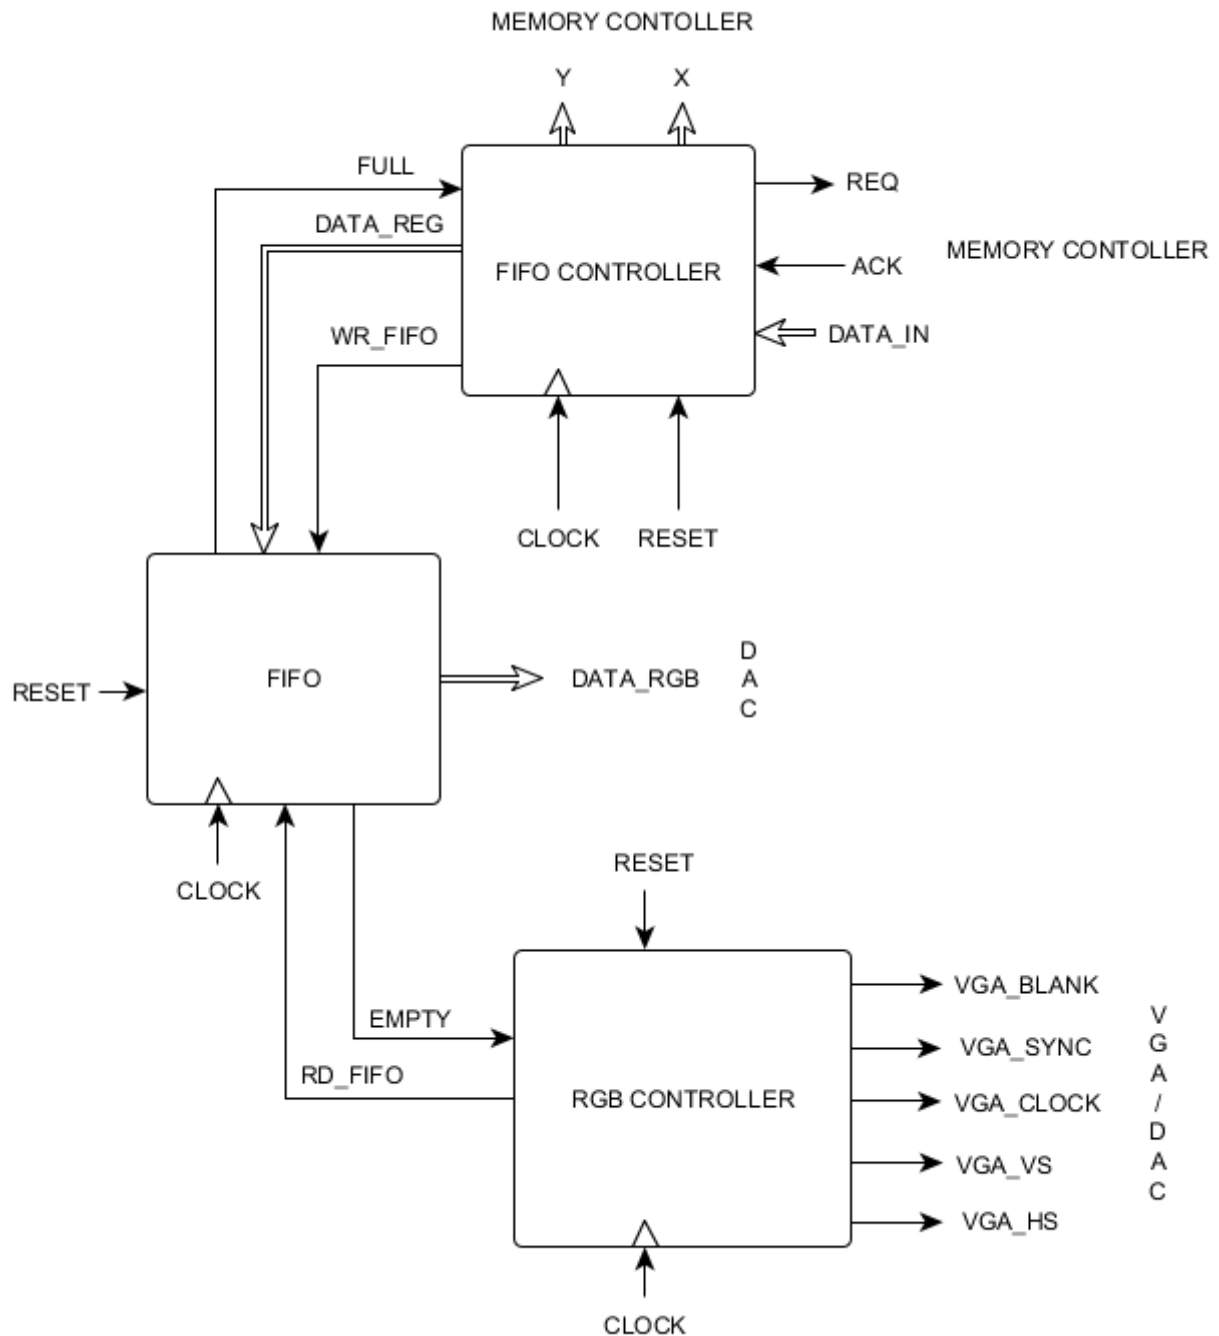 MEMORY CONTOLLER
Y X
FULL
REQ
DATA_REG
MEMORY CONTOLLER
ACK
FIFO CONTROLLER
WR_FIFO
DATA_IN
CLOCK RESET
RESET
FIFO
DATA_RGB
D
A
C
CLOCK
RESET
EMPTY
RD_FIFO
RGB CONTROLLER
VGA_BLANK
VGA_SYNC
VGA_CLOCK
VGA_VS
VGA_HS
V
G
A
/
D
A
C
CLOCK